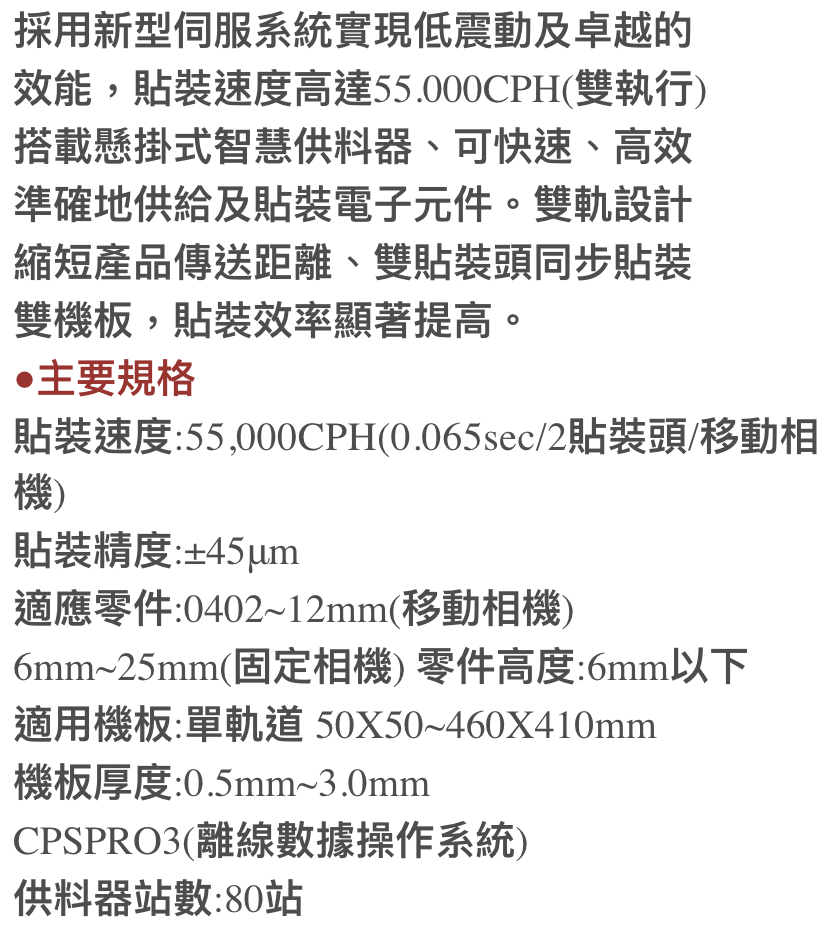 採用新型伺服系統實現低震動及卓越的
效能，貼裝速度高達55.000CPH(雙執行)
搭載懸掛式智慧供料器、可快速、高效
準確地供給及貼裝電子元件。雙軌設計
縮短產品傳送距離、雙貼裝頭同步貼裝
雙機板，貼裝效率顯著提高。
●主要規格
貼裝速度:55,000CPH(0.065sec/2貼裝頭/移動相
機)
貼裝精度:±45μm
適應零件:0402~12mm(移動相機)
6mm~25mm(固定相機) 零件高度:6mm以下
適用機板:單軌道 50X50~460X410mm
機板厚度:0.5mm~3.0mm
CPSPRO3(離線數據操作系統)
供料器站數:80站